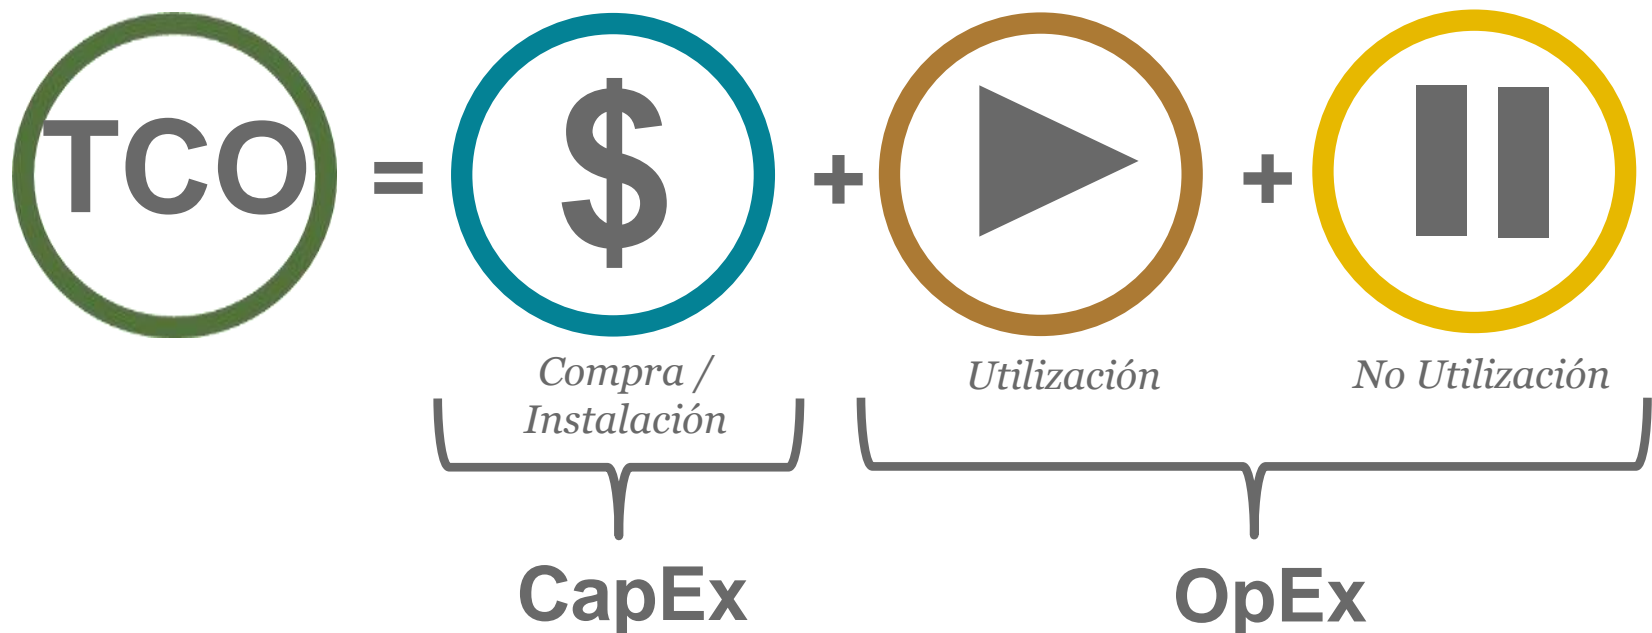 TCO = $ + +
Compra /
Instalación
Utilización
No Utilización
CapEx
OpEx